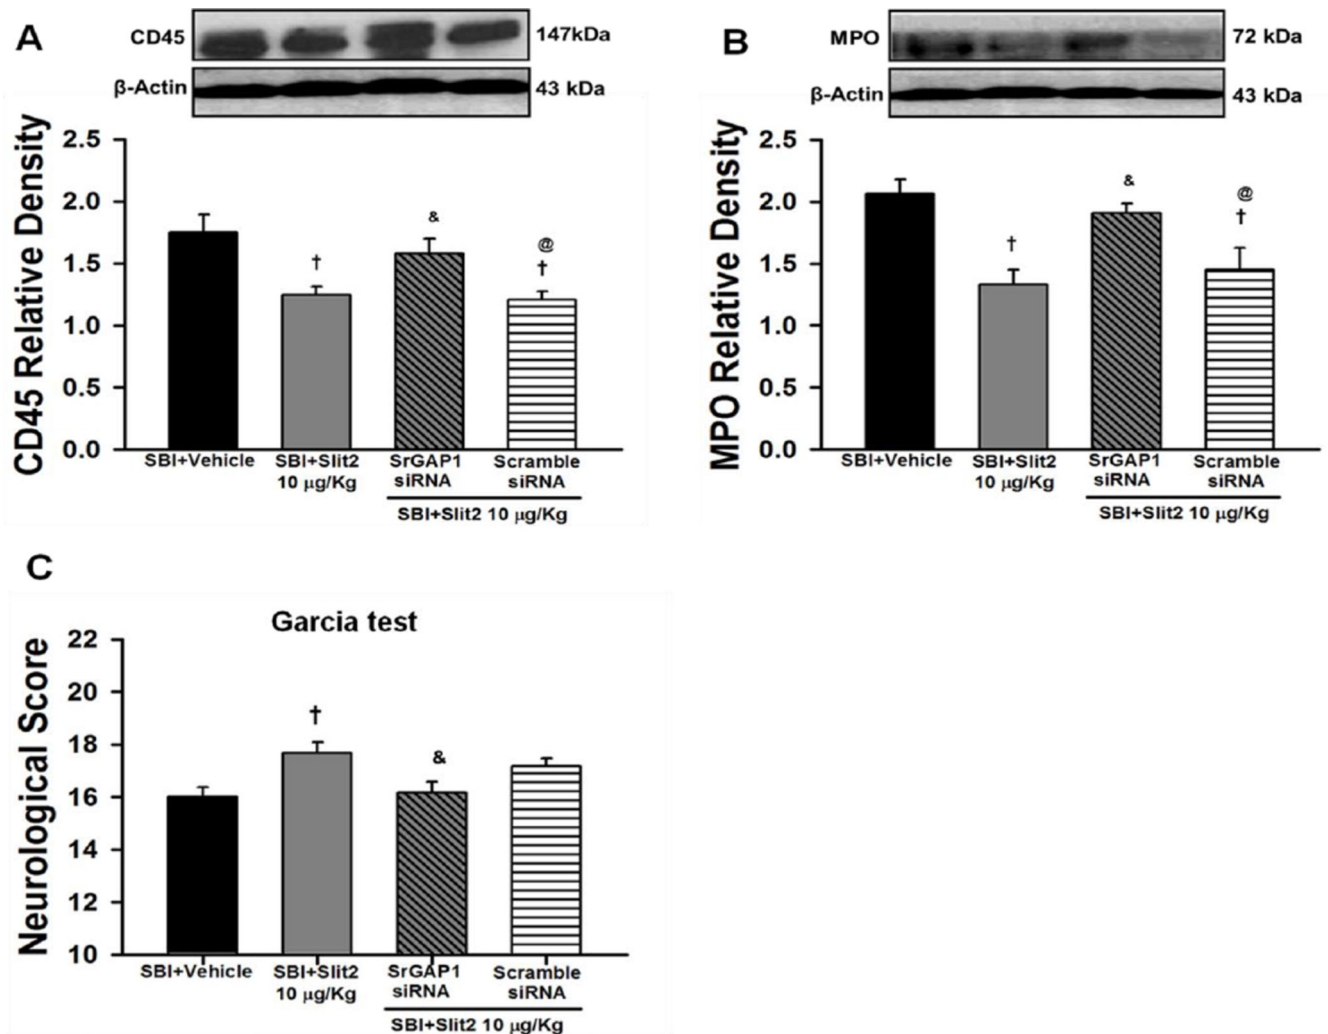 A
CD45
147kDa
β-Actin
43 kDa
CD45 Relative Density
2.5
2.0
1.5
1.0
0.5
0.0
†
&
@
†
SBI+Vehicle
SBI+Slit2
10 μg/Kg
SrGAP1
siRNA
Scramble
siRNA
SBI+Slit2 10 μg/Kg
B
MPO
72 kDa
β-Actin
43 kDa
MPO Relative Density
2.5
2.0
1.5
1.0
0.5
0.0
†
&
@
†
SBI+Vehicle
SBI+Slit2
10 μg/Kg
SrGAP1
siRNA
Scramble
siRNA
SBI+Slit2 10 μg/Kg
C
Garcia test
Neurological Score
22
20
18
16
14
12
10
†
&
SBI+Vehicle
SBI+Slit2
10 μg/Kg
SrGAP1
siRNA
Scramble
siRNA
SBI+Slit2 10 μg/Kg